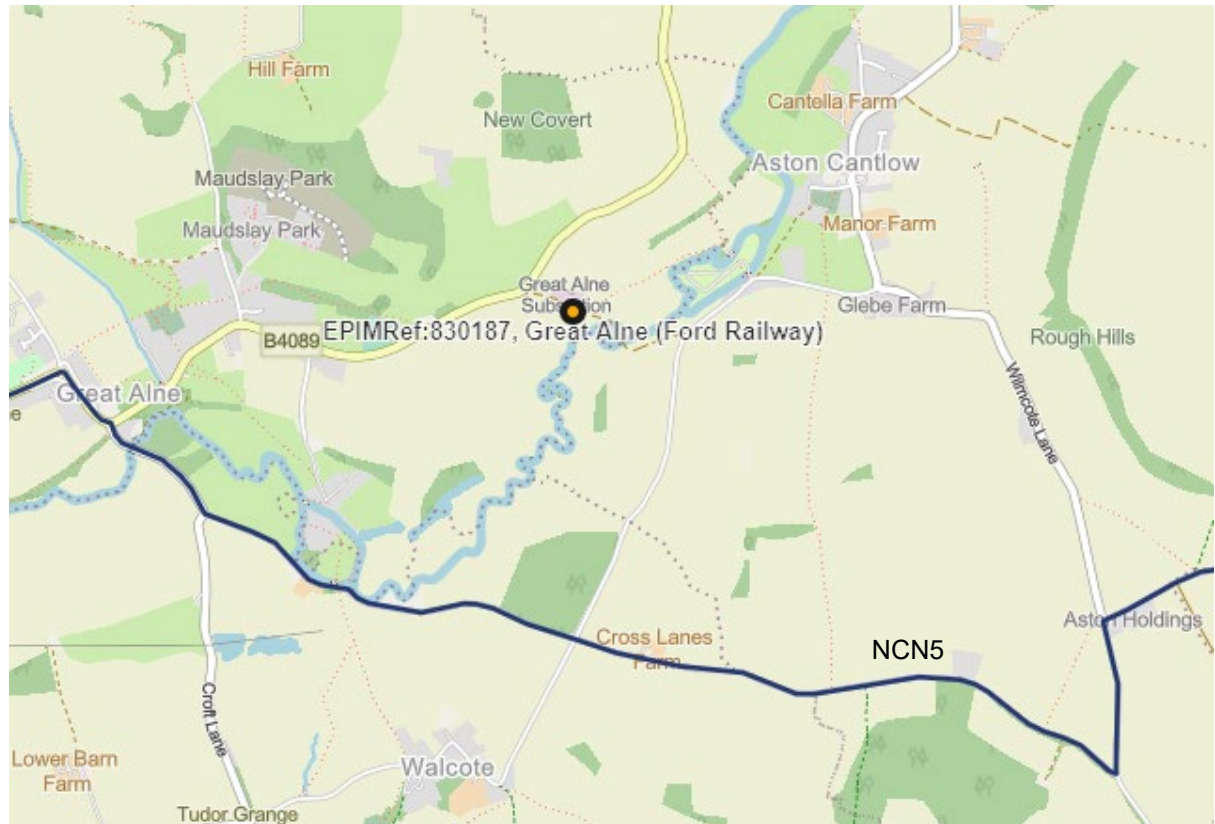 Hill Farm
New Covert
Cantella Farm
Aston Cantlow
Maudslay Park
Maudslay Park
Manor Farm
Great Alne
Glebe Farm
EPIMRef:830187, Great Alne (Ford Railway)
B4089
Rough Hills
Great Alne
e
Wilmcote Lane
Aston Holdings
Cross Lanes
Farm
NCN5
Croft Lane
Walcote
Lower Barn
Farm
Tudor Grange